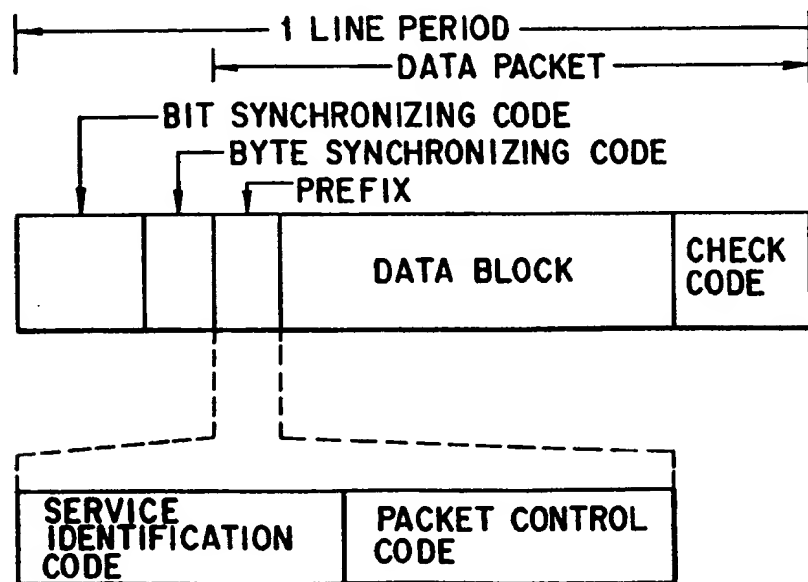 1 LINE PERIOD
DATA PACKET
BIT SYNCHRONIZING CODE
BYTE SYNCHRONIZING CODE
PREFIX
DATA BLOCK
CHECK
CODE
SERVICE
IDENTIFICATION
CODE
PACKET CONTROL
CODE